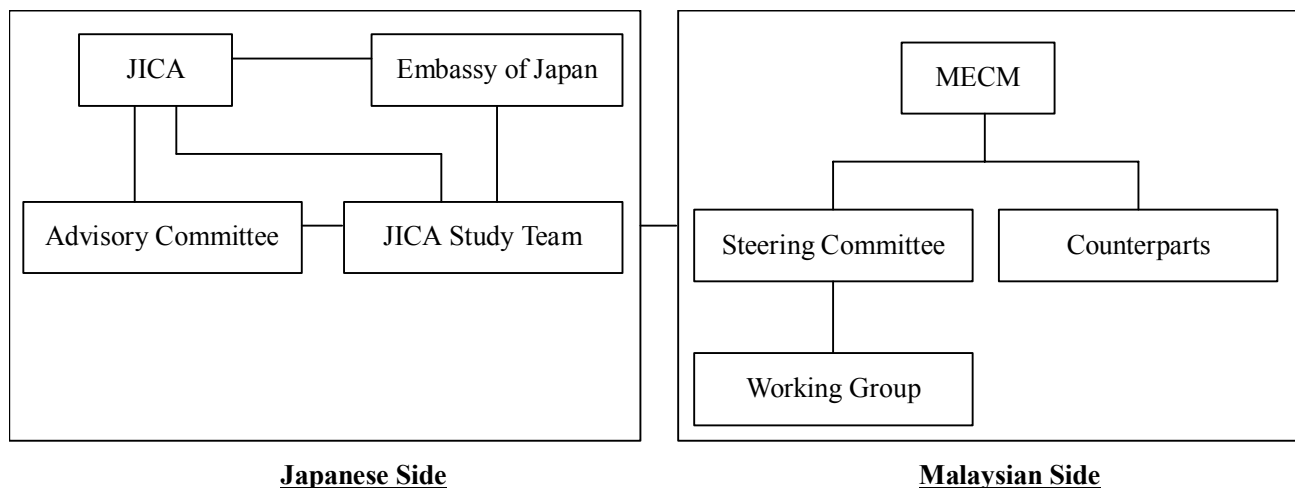 JICA
Embassy of Japan
Advisory Committee
JICA Study Team
Japanese Side
MECM
Steering Committee
Counterparts
Working Group
Malaysian Side